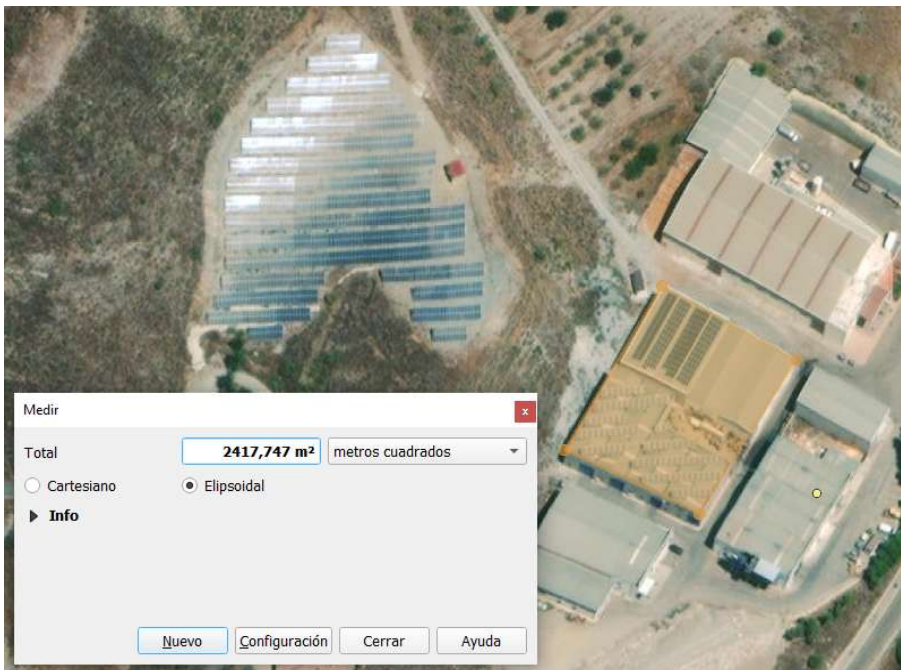 Medir
x
Total 2417,747 m² metros cuadrados
Cartesiano Elipsoidal
Info
Nuevo Configuración Cerrar Ayuda